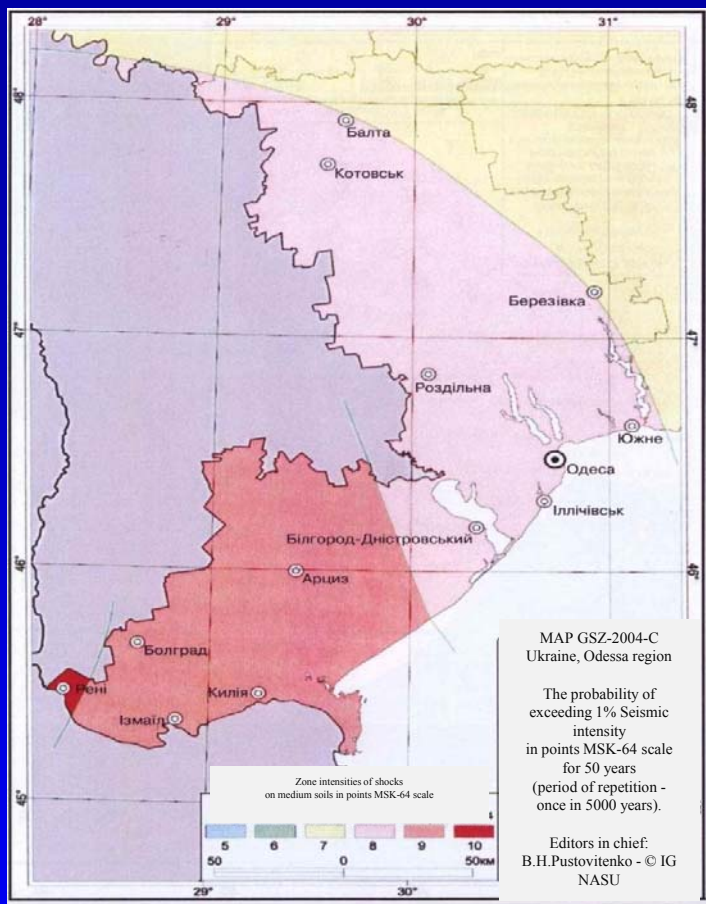 28°
29°
30°
31°
48°
48°
Балта
Котовськ
Березівка
47°
47°
Роздільна
Южне
Одеса
Іллічівськ
Білгород-Дністровський
46°
46°
Арциз
Болград
Рені
Килія
Ізмаїл
45°
MAP GSZ-2004-C
Ukraine, Odessa region
The probability of
exceeding 1% Seismic
intensity
in points MSK-64 scale
for 50 years
(period of repetition -
once in 5000 years).
Editors in chief:
B.H.Pustovitenko - © IG
NASU
Zone intensities of shocks
on medium soils in points MSK-64 scale
5 6 7 8 9 10
50 0 50км
29°
30°